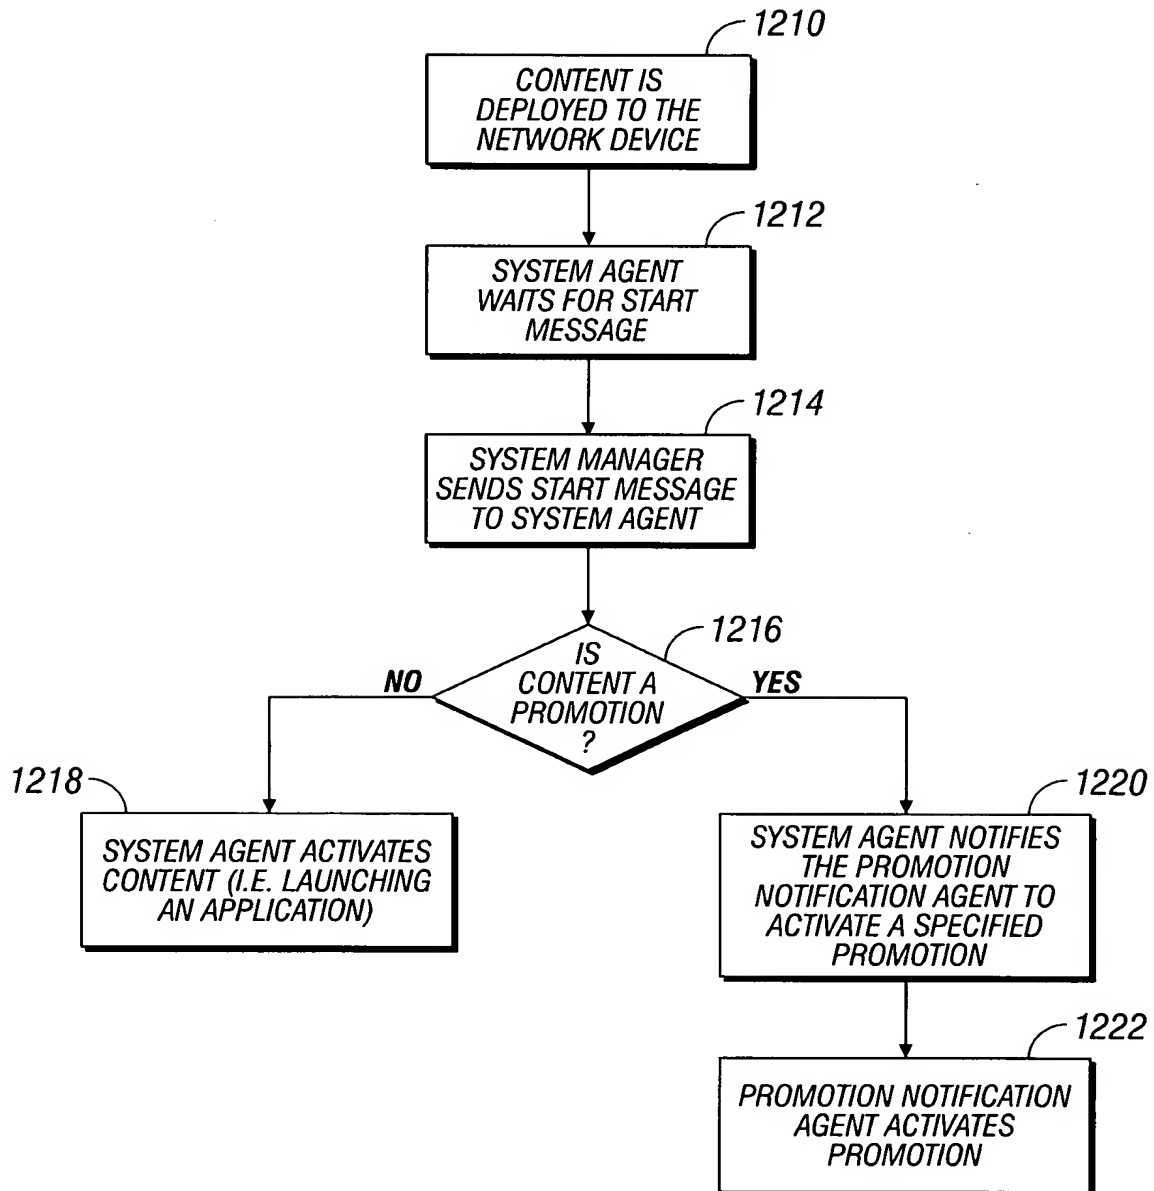 1210
CONTENT IS
DEPLOYED TO THE
NETWORK DEVICE
1212
SYSTEM AGENT
WAITS FOR START
MESSAGE
1214
SYSTEM MANAGER
SENDS START MESSAGE
TO SYSTEM AGENT
1216
IS
CONTENT A
PROMOTION
?
NO
YES
1218
SYSTEM AGENT ACTIVATES
CONTENT (I.E. LAUNCHING
AN APPLICATION)
1220
SYSTEM AGENT NOTIFIES
THE PROMOTION
NOTIFICATION AGENT TO
ACTIVATE A SPECIFIED
PROMOTION
1222
PROMOTION NOTIFICATION
AGENT ACTIVATES
PROMOTION